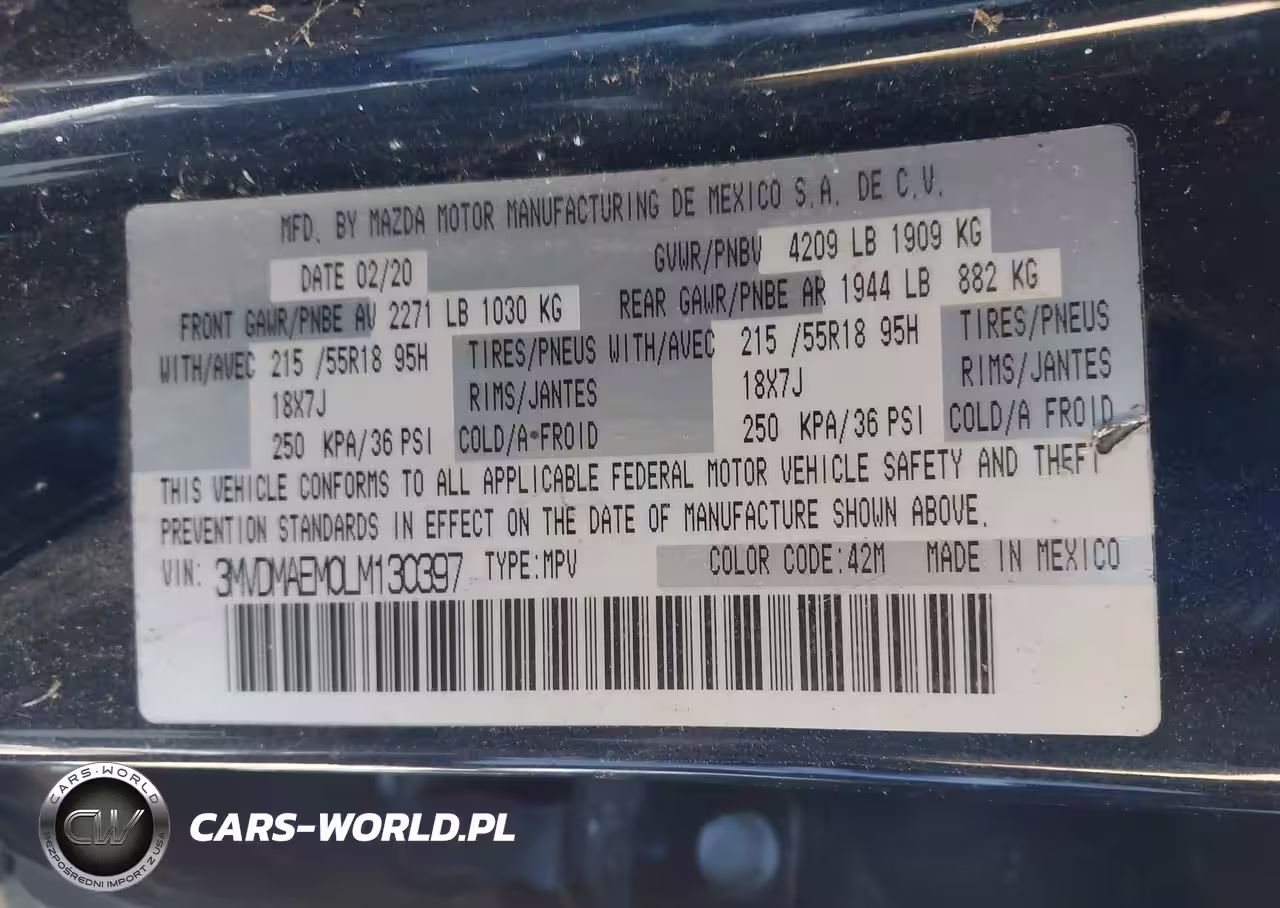 MFD. BY MAZDA MOTOR MANUFACTURING DE MEXICO S.A. DE C.V.
DATE 02/20 GVWR/PNBV 4209 LB 1909 KG
FRONT GAWR/PNBE AV 2271 LB 1030 KG REAR GAWR/PNBE AR 1944 LB 882 KG
WITH/AVEC 215 /55R18 95H TIRES/PNEUS WITH/AVEC 215 /55R18 95H TIRES/PNEUS
18X7J RIMS/JANTES 18X7J RIMS/JANTES
250 KPA/36 PSI COLD/A FROID 250 KPA/36 PSI COLD/A FROID
THIS VEHICLE CONFORMS TO ALL APPLICABLE FEDERAL MOTOR VEHICLE SAFETY AND THEFT
PREVENTION STANDARDS IN EFFECT ON THE DATE OF MANUFACTURE SHOWN ABOVE.
VIN: 3MVDMAEM0LM130397 TYPE:MPV COLOR CODE:42M MADE IN MEXICO
CARS-WORLD
CW
BEZPOŚREDNI IMPORT Z USA
CARS-WORLD.PL